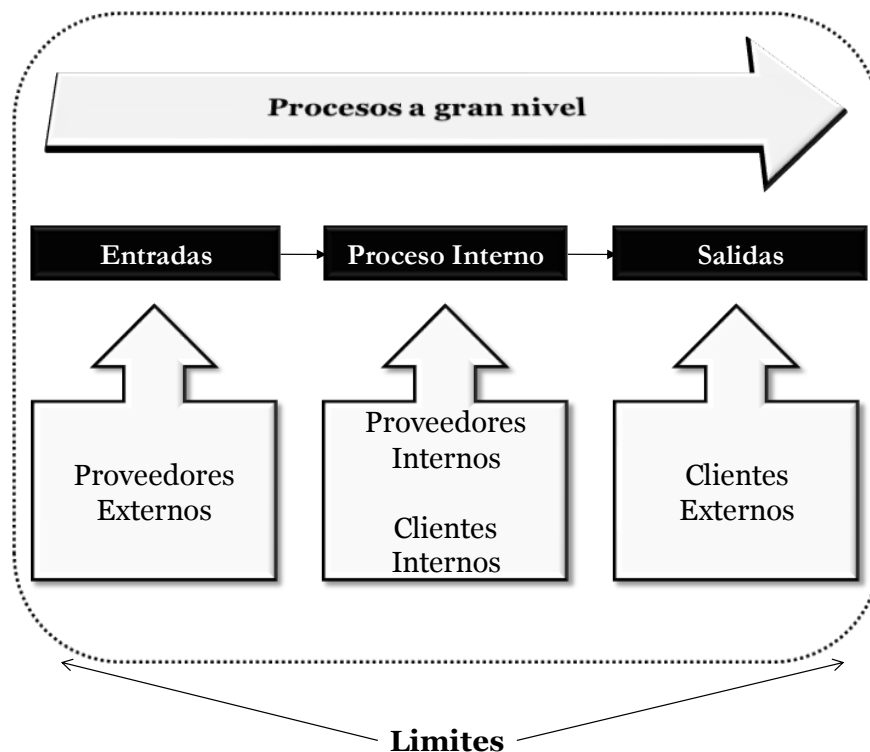 Procesos a gran nivel
Entradas
Proceso Interno
Salidas
Proveedores
Externos
Proveedores
Internos
Clientes
Internos
Clientes
Externos
Limites